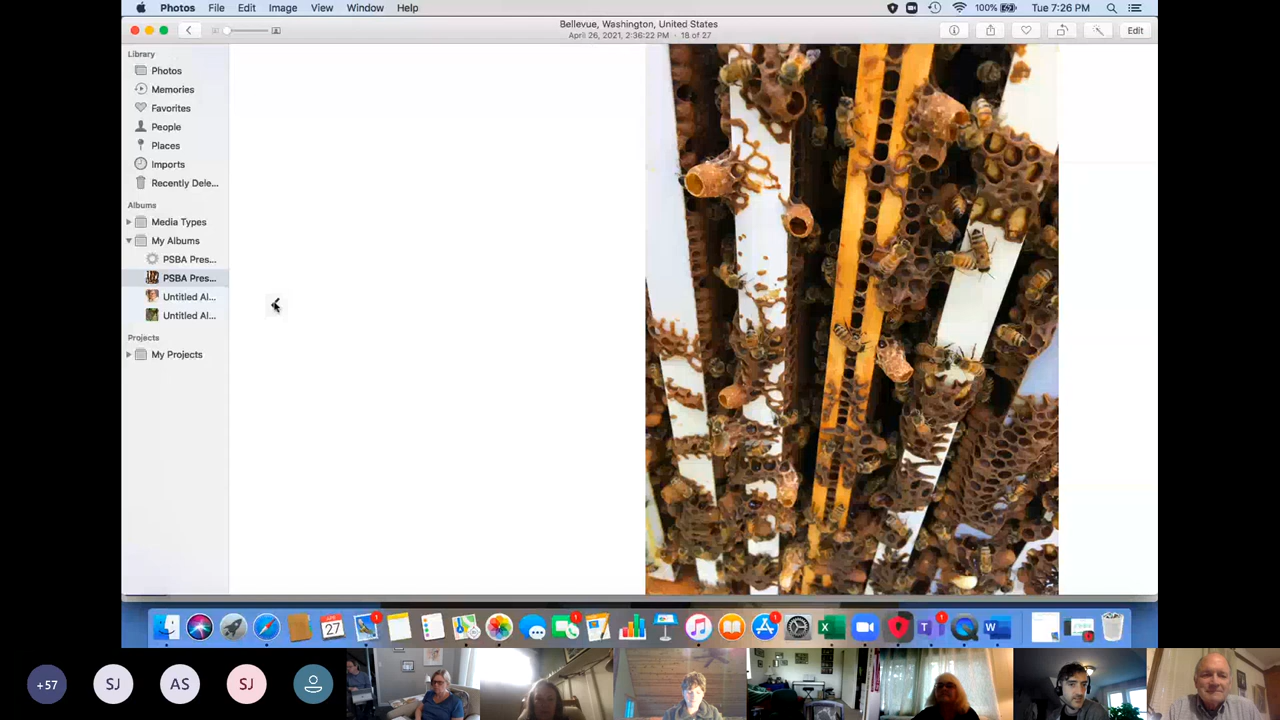 Photos File Edit Image View Window Help 100% Tue 7:26 PM
Bellevue, Washington, United States
April 26, 2021, 2:36:22 PM · 18 of 27
Edit
Library
Photos
Memories
Favorites
People
Places
Imports
Recently Dele...
Albums
Media Types
My Albums
PSBA Pres...
PSBA Pres...
Untitled Al...
Untitled Al...
Projects
My Projects
27
+57 SJ AS SJ